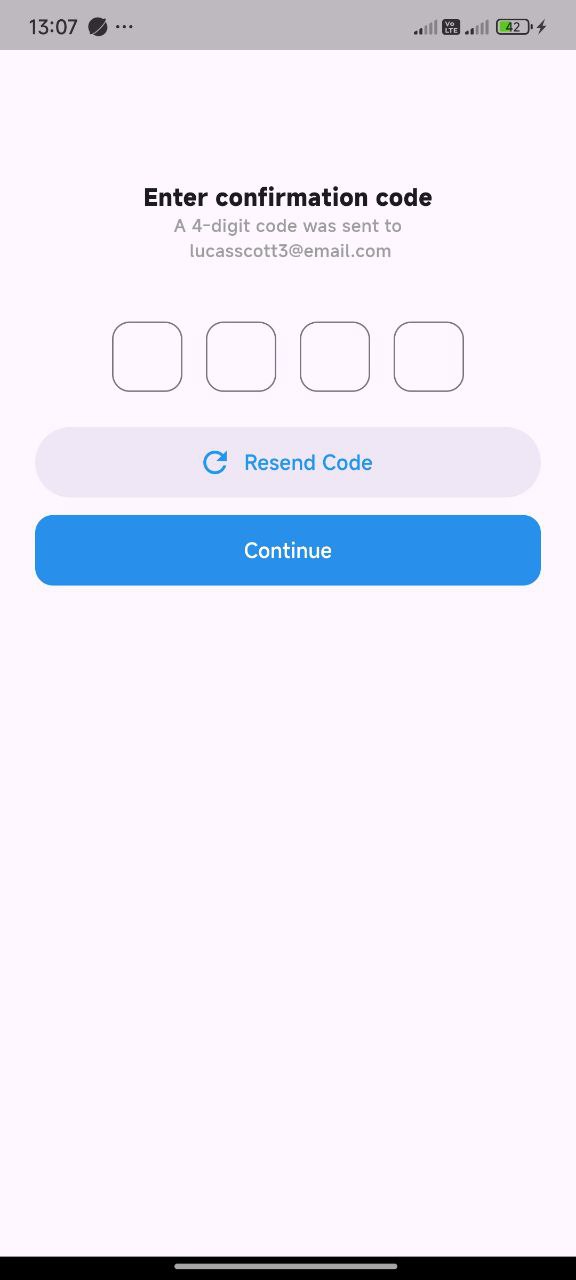 13:07
Vo LTE
42
Enter confirmation code
A 4-digit code was sent to
lucasscott3@email.com
Resend Code
Continue